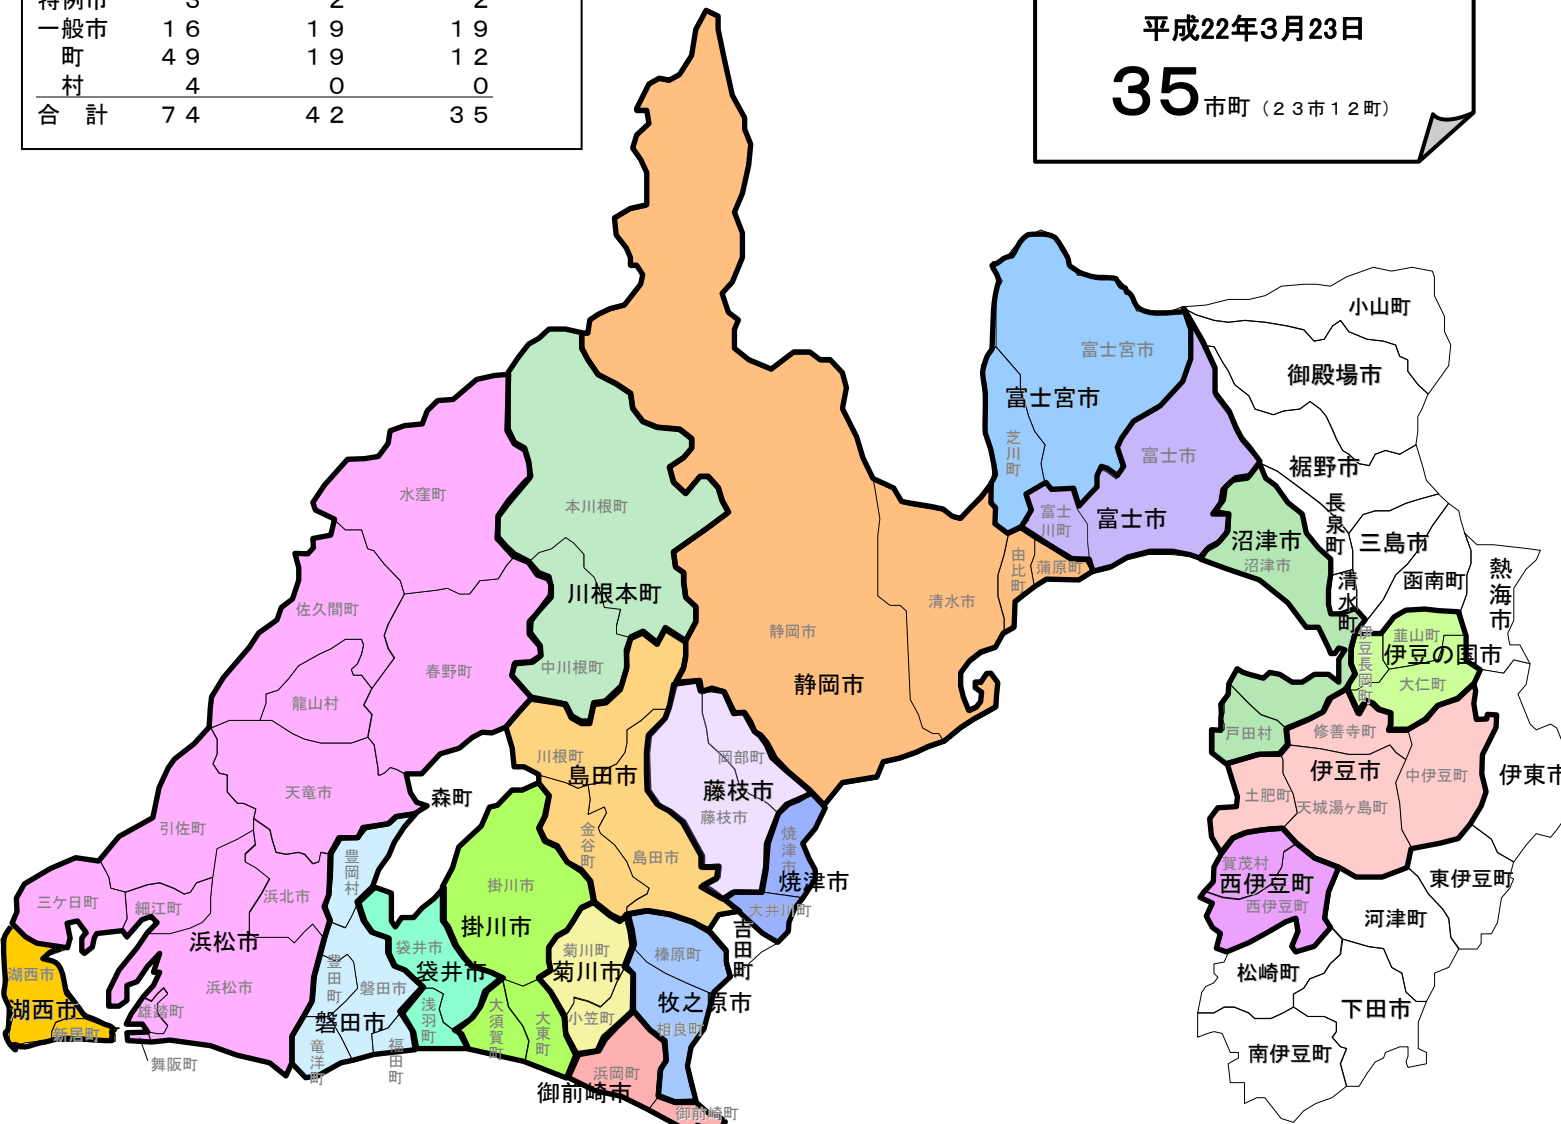 特例市 3 2 2
一般市 16 19 19
町 49 19 12
村 4 0 0
合 計 74 42 35
平成22年3月23日
35市町（23市12町）
小山町
富士宮市
御殿場市
富士宮市
芝川町
富士市
裾野市
水窪町
本川根町
富士川町
富士市
長泉町
沼津市
三島市
沼津市
由比町
蒲原町
清水町
函南町
熱海市
川根本町
佐久間町
清水市
静岡市
伊豆長岡町
韮山町
伊豆の国市
春野町
中川根町
静岡市
大仁町
龍山村
戸田村
修善寺町
川根町
岡部町
島田市
伊豆市
中伊豆町
伊東市
天竜市
森町
藤枝市
土肥町
天城湯ヶ島町
引佐町
藤枝市
金谷町
島田市
焼津市
豊岡村
賀茂村
焼津市
西伊豆町
東伊豆町
掛川市
浜北市
三ケ日町
細江町
大井川町
西伊豆町
河津町
掛川市
吉田町
浜松市
袋井市
菊川町
榛原町
湖西市
豊田町
袋井市
菊川市
松崎町
浜松市
磐田市
湖西市
雄踏町
磐田市
浅羽町
大須賀町
大東町
小笠町
牧之原市
下田市
新居町
相良町
舞阪町
竜洋町
福田町
浜岡町
南伊豆町
御前崎市
御前崎町